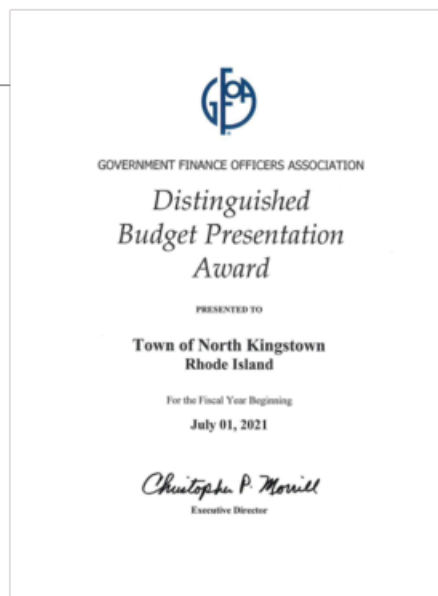 GFOA
GOVERNMENT FINANCE OFFICERS ASSOCIATION
Distinguished
Budget Presentation
Award
PRESENTED TO
Town of North Kingstown
Rhode Island
For the Fiscal Year Beginning
July 01, 2021
Christopher P. Morrill
Executive Director